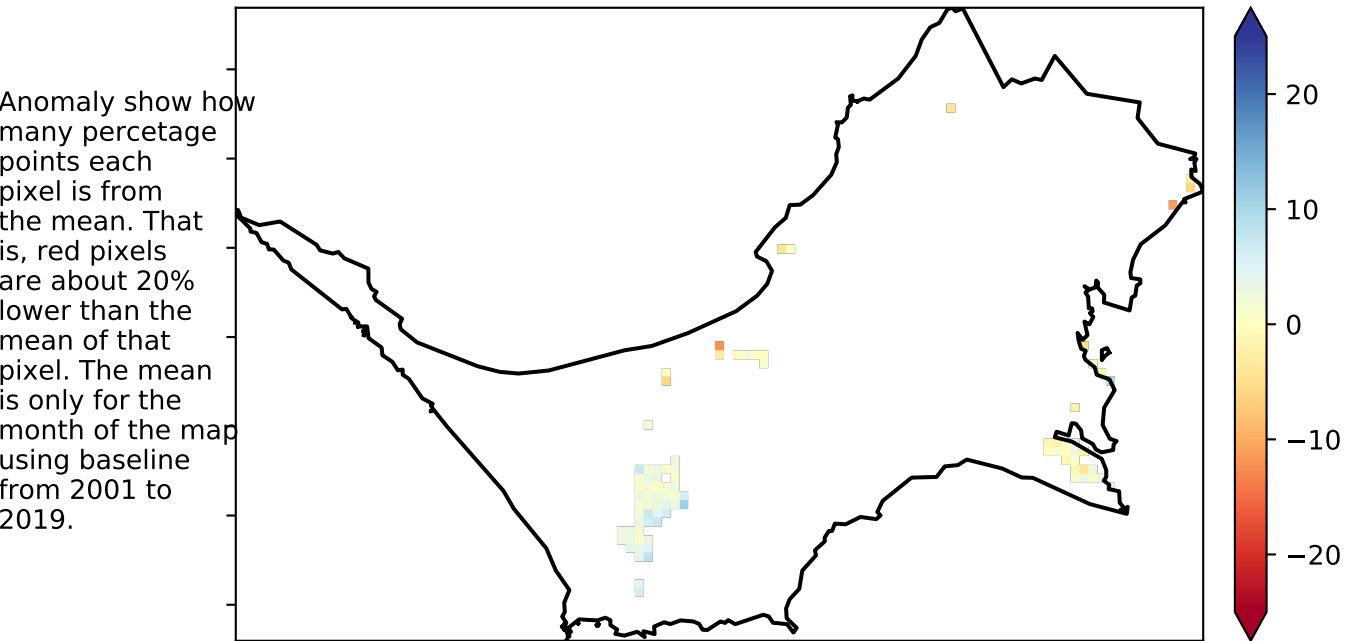 Anomaly show how
many percetage
points each
pixel is from
the mean. That
is, red pixels
are about 20%
lower than the
mean of that
pixel. The mean
is only for the
month of the map
using baseline
from 2001 to
2019.
20
10
0
−10
−20